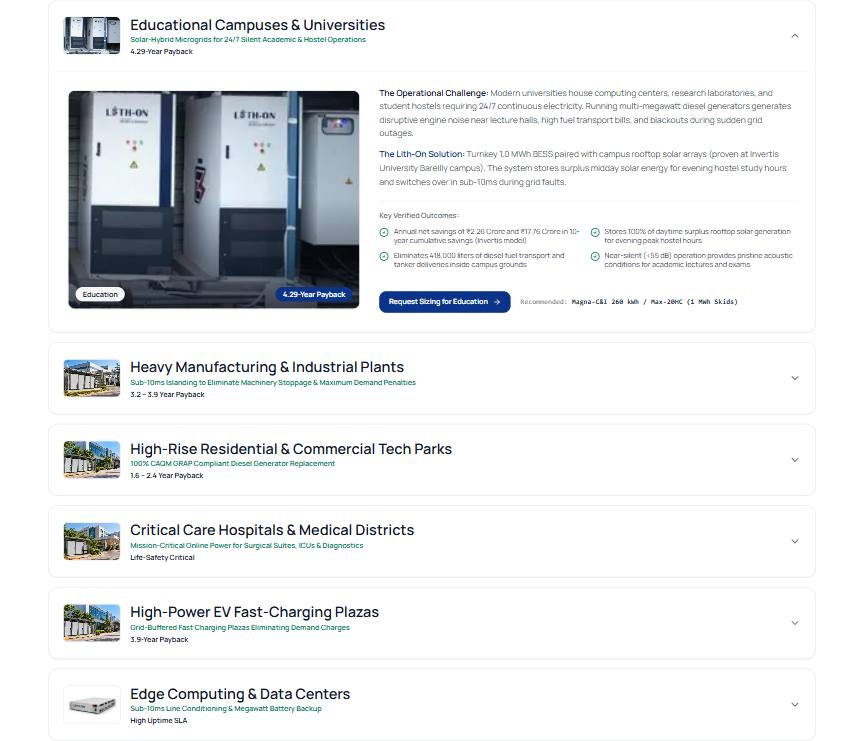 Educational Campuses & Universities
Solar-Hybrid Microgrids for 24/7 Silent Academic & Hostel Operations
4.29-Year Payback
LITH-ON
LITH-ON
Education
4.29-Year Payback
The Operational Challenge: Modern universities house computing centers, research laboratories, and
student hostels requiring 24/7 continuous electricity. Running multi-megawatt diesel generators generates
disruptive engine noise near lecture halls, high fuel transport bills, and blackouts during sudden grid
outages.
The Lith-On Solution: Turnkey 1.0 MWh BESS paired with campus rooftop solar arrays (proven at Invertis
University Bareilly campus). The system stores surplus midday solar energy for evening hostel study hours
and switches over in sub-10ms during grid faults.
Key Verified Outcomes:
Annual net savings of ₹2.26 Crore and ₹17.76 Crore in 10-
year cumulative savings (Invertis model)
Stores 100% of daytime surplus rooftop solar generation
for evening peak hostel hours
Eliminates 418,000 liters of diesel fuel transport and
tanker deliveries inside campus grounds
Near-silent (<55 dB) operation provides pristine acoustic
conditions for academic lectures and exams
Request Sizing for Education →
Recommended: Magna-C&I 260 kWh / Max-20HC (1 MWh Skids)
Heavy Manufacturing & Industrial Plants
Sub-10ms Islanding to Eliminate Machinery Stoppage & Maximum Demand Penalties
3.2 – 3.9 Year Payback
High-Rise Residential & Commercial Tech Parks
100% CAQM GRAP Compliant Diesel Generator Replacement
1.6 – 2.4 Year Payback
Critical Care Hospitals & Medical Districts
Mission-Critical Online Power for Surgical Suites, ICUs & Diagnostics
Life-Safety Critical
High-Power EV Fast-Charging Plazas
Grid-Buffered Fast Charging Plazas Eliminating Demand Charges
3.9-Year Payback
Edge Computing & Data Centers
Sub-10ms Line Conditioning & Megawatt Battery Backup
High Uptime SLA